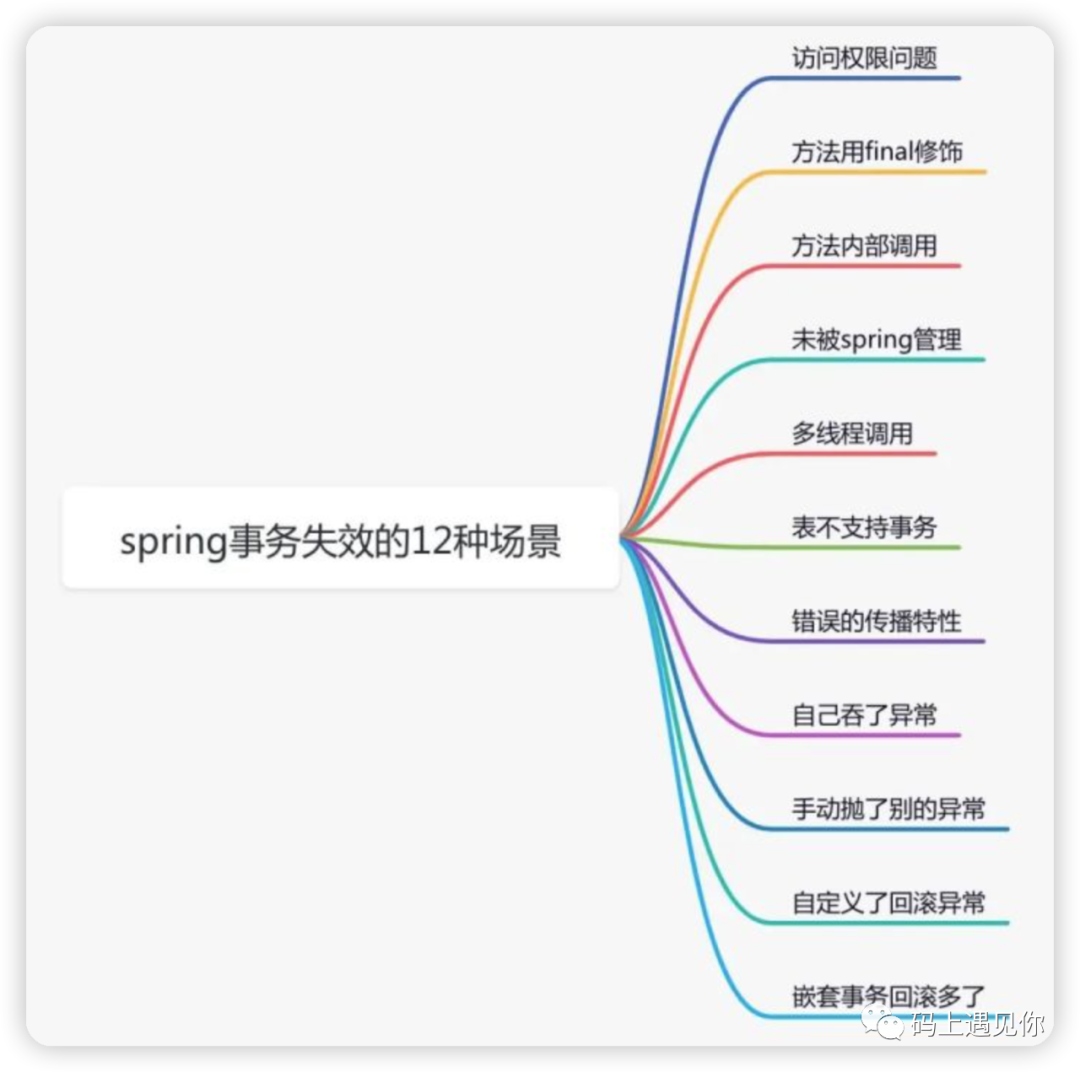 访问权限问题
方法用final修饰
方法内部调用
未被spring管理
多线程调用
表不支持事务
spring事务失效的12种场景
错误的传播特性
自己吞了异常
手动抛了别的异常
自定义了回滚异常
嵌套事务回滚多了
码上遇见你